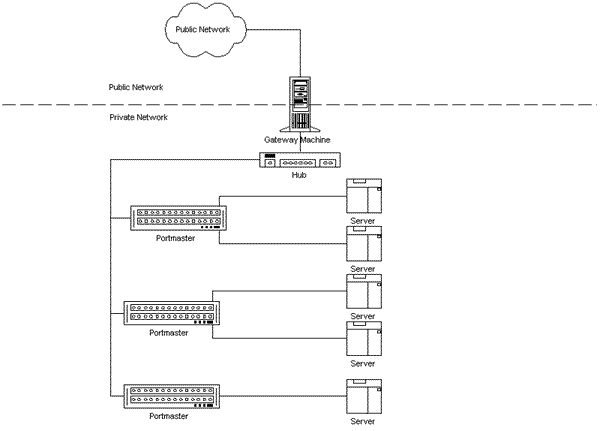 Public Network
Public Network
Private Network
Gateway Machine
Hub
Server
Portmaster
Server
Server
Portmaster
Server
Portmaster
Server